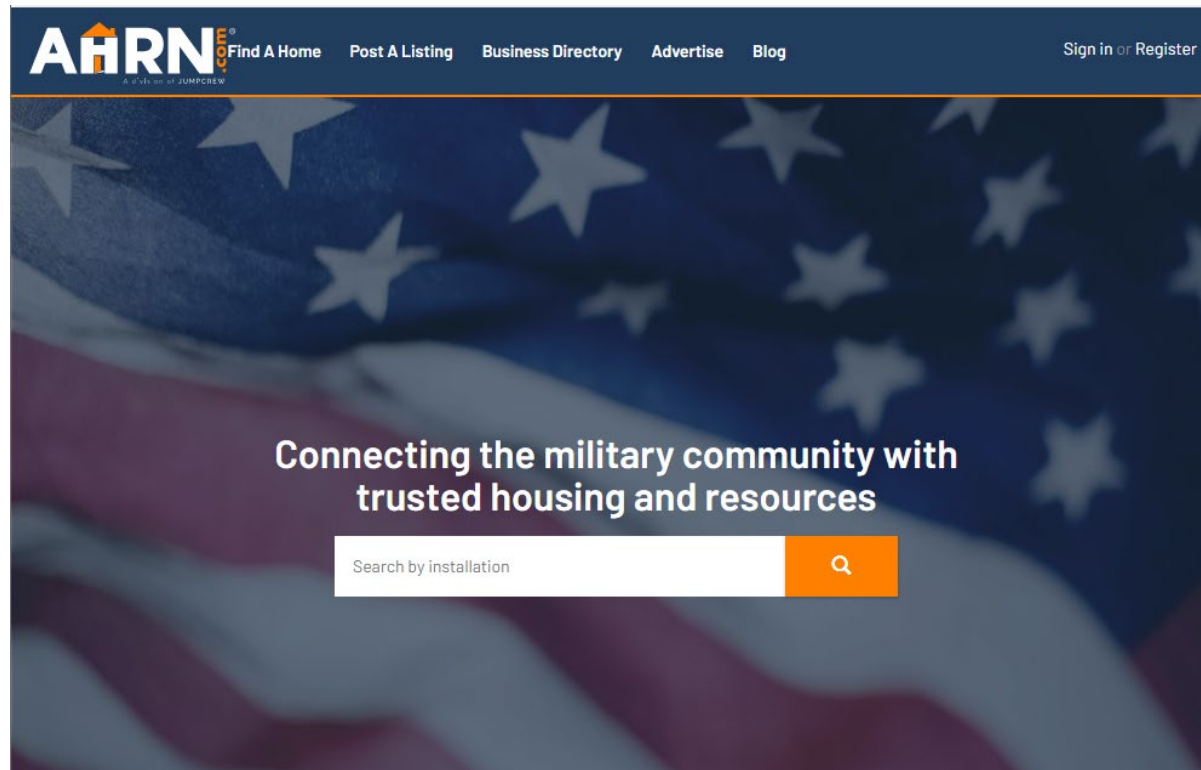 AHRN.com®
A division of JUMPCREW
Find A Home
Post A Listing
Business Directory
Advertise
Blog
Sign in or Register
Connecting the military community with
trusted housing and resources
Search by installation